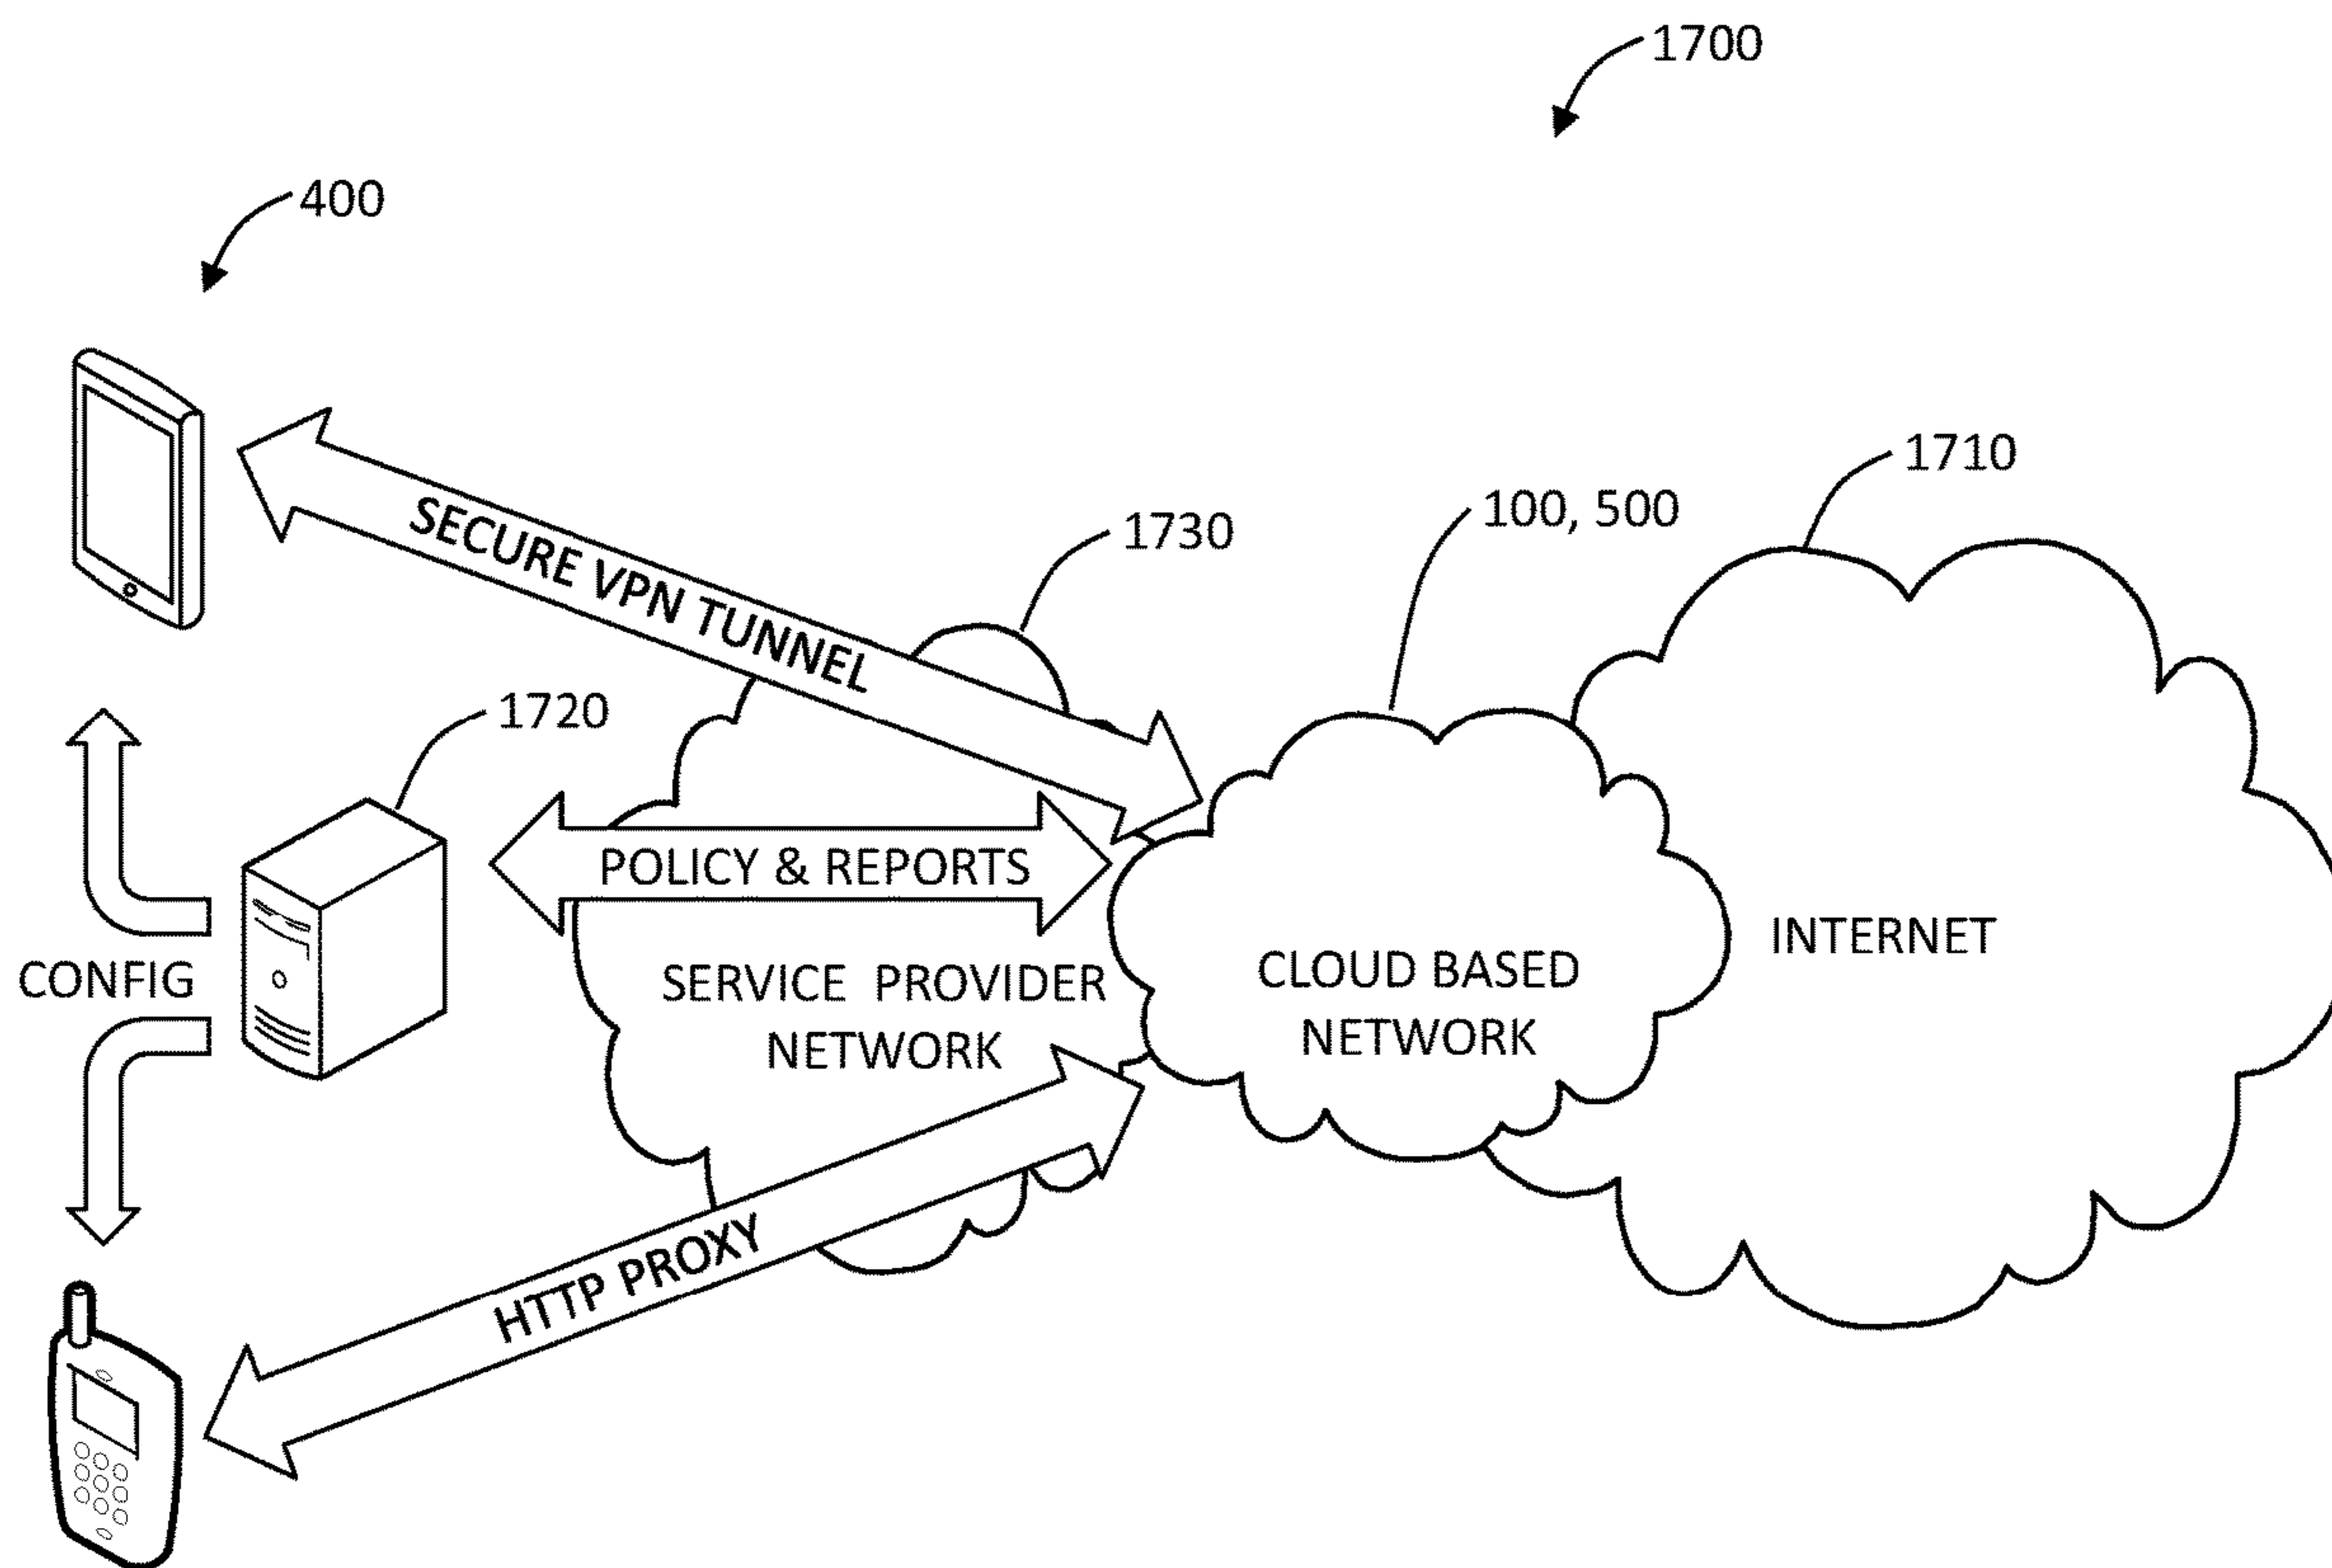 1700
400
1710
100, 500
1730
SECURE VPN TUNNEL
1720
POLICY & REPORTS
INTERNET
CONFIG
SERVICE PROVIDER
NETWORK
CLOUD BASED
NETWORK
HTTP PROXY